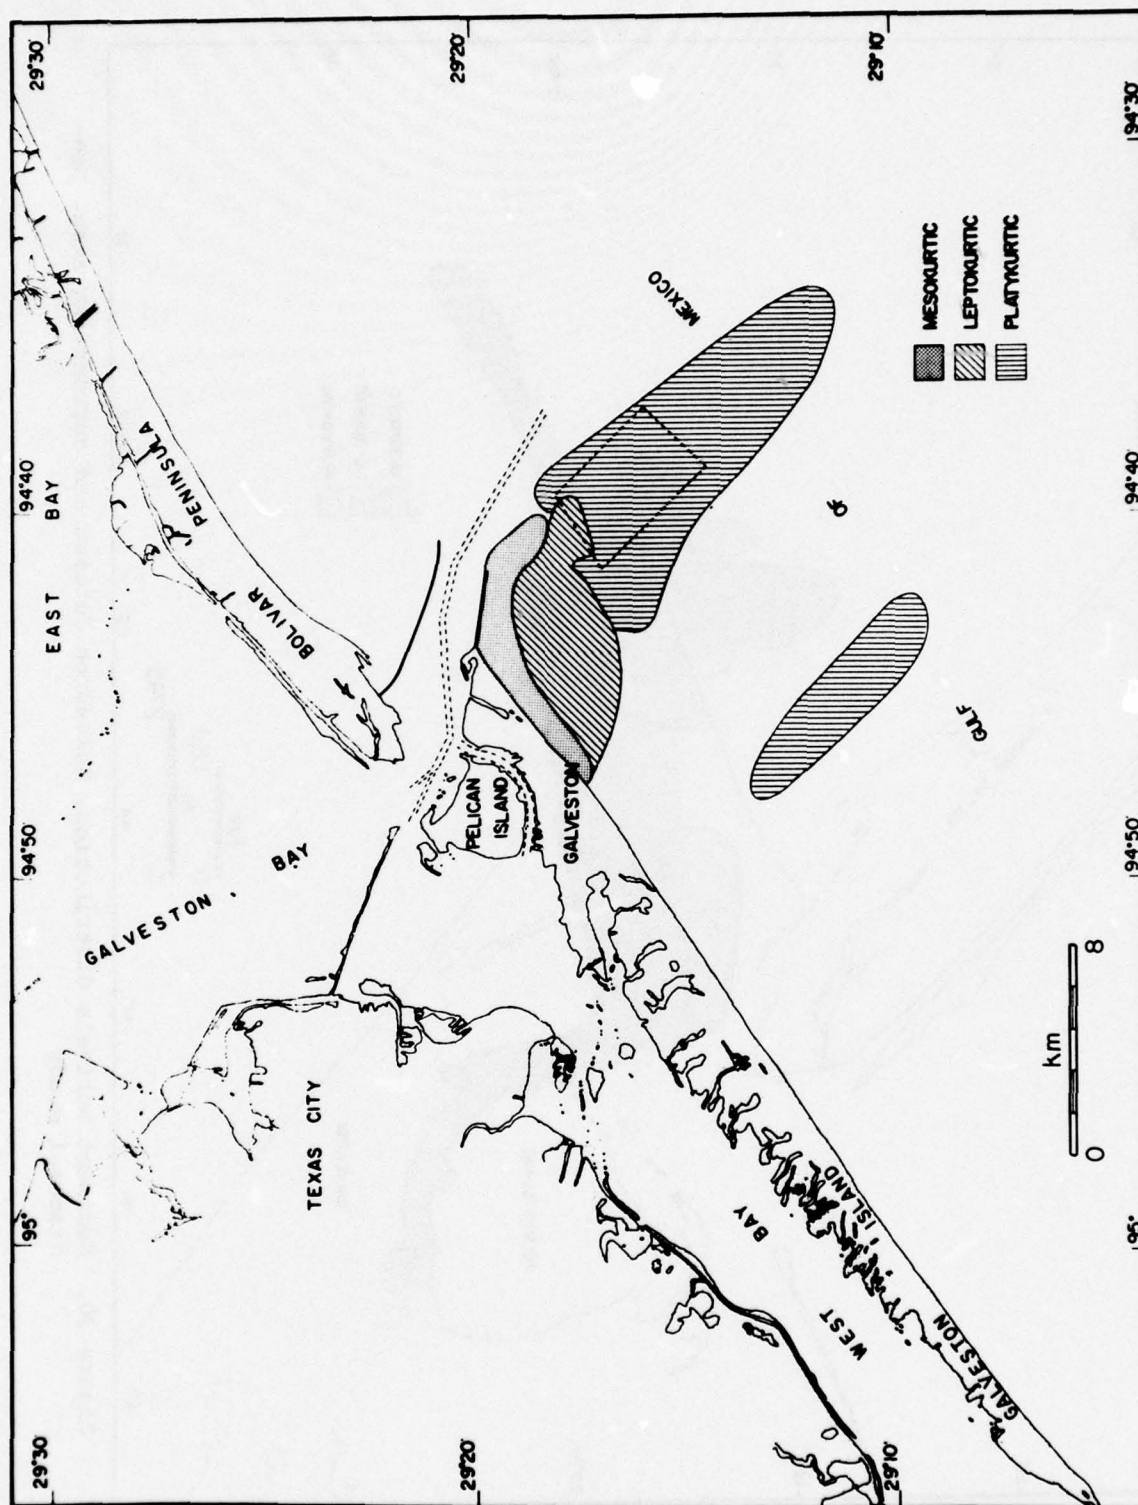 29°30'
29°20'
29°10'
94°30'
94°40'
94°50'
95°
EAST BAY
BOLIVAR PENINSULA
GALVESTON BAY
TEXAS CITY
PELICAN
ISLAND
GALVESTON
WEST BAY
GALVESTON ISLAND
GULF OF MEXICO
MESOKURTIC
LEPTOKURTIC
PLATYKURTIC
km
0 8
94°30'
94°40'
94°50'
95°
29°30'
29°20'
29°10'